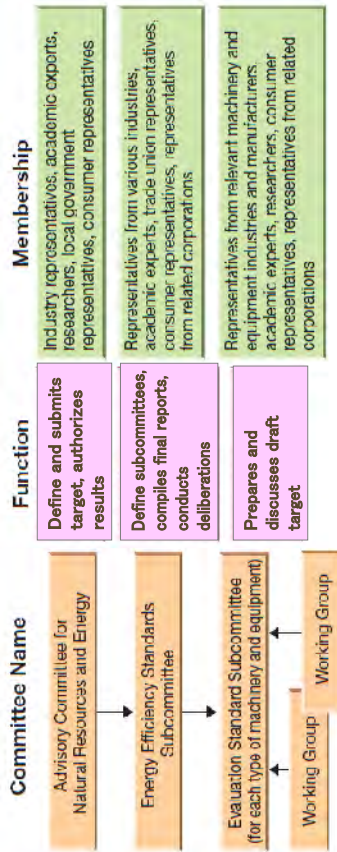 Committee Name
Function
Membership
Advisory Committee for
Natural Resources and Energy
Define and submits
target, authorizes
results
Industry representatives, academic exports,
researchers, local government
representatives, consumer representatives
Energy Efficiency Standards
Subcommittee
Define subcommittees,
compiles final reports,
conducts
deliberations
Representatives from various industries,
academic experts, trade union representatives,
consumer representatives, representatives
from related corporations
Evaluation Standard Subcommittee
(for each type of machinery and equipment)
Prepares and
discusses draft
target
Representatives from relevant machinery and
equipment industries and manufacturers,
academic experts, researchers, consumer
representatives, representatives from related
corporations
Working Group
Working Group